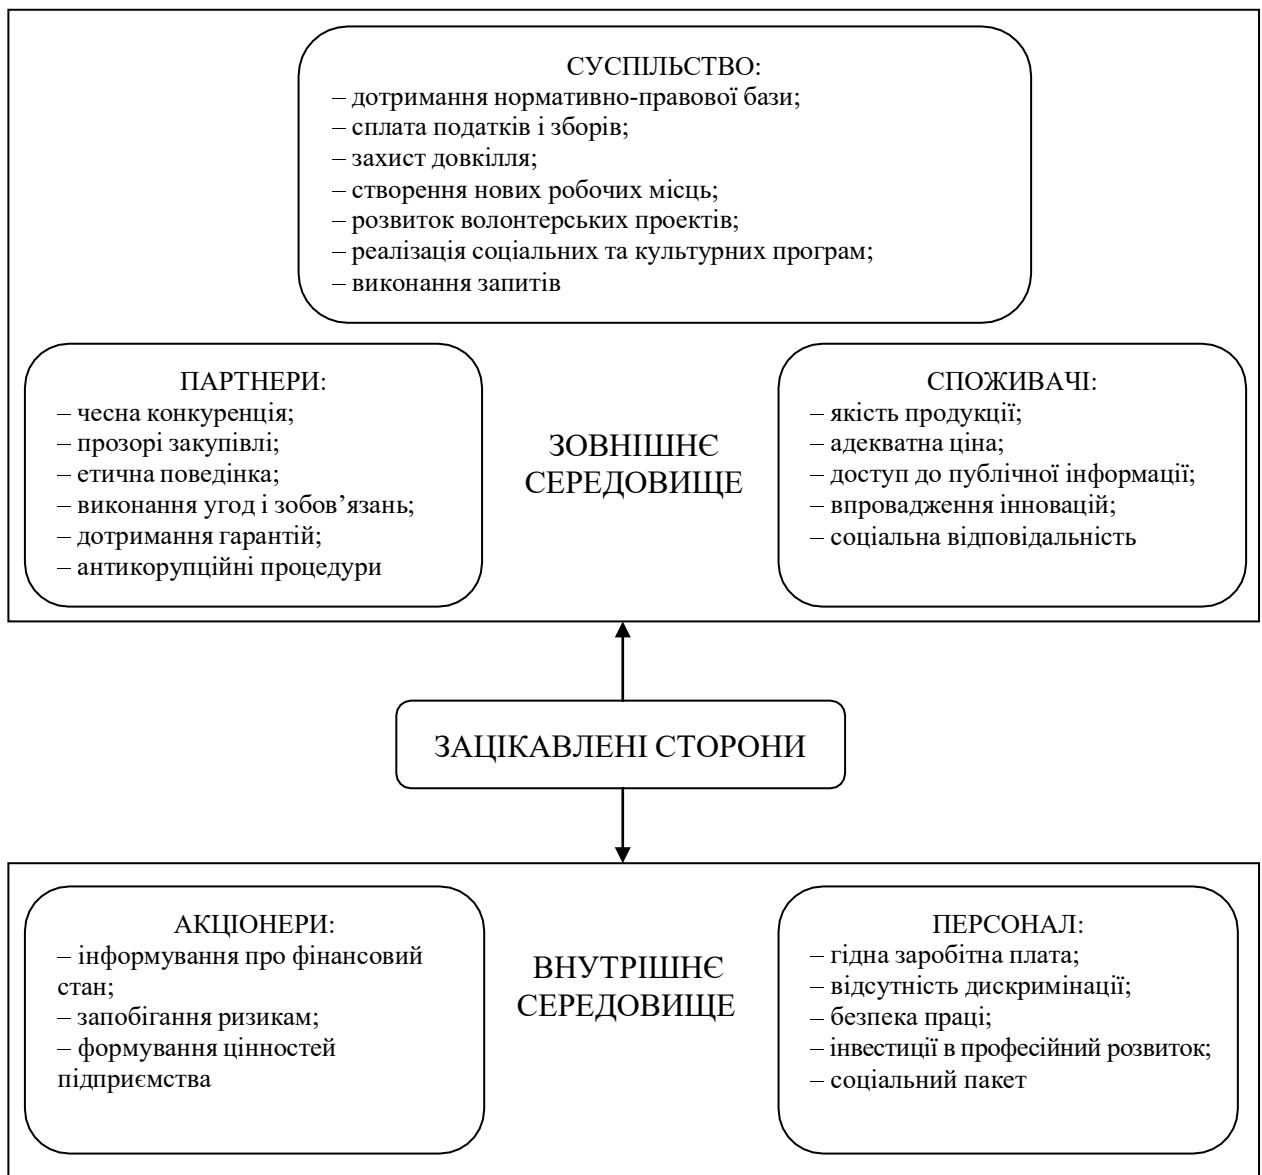 СУСПІЛЬСТВО:
– дотримання нормативно-правової бази;
– сплата податків і зборів;
– захист довкілля;
– створення нових робочих місць;
– розвиток волонтерських проектів;
– реалізація соціальних та культурних програм;
– виконання запитів
ПАРТНЕРИ:
– чесна конкуренція;
– прозорі закупівлі;
– етична поведінка;
– виконання угод і зобов’язань;
– дотримання гарантій;
– антикорупційні процедури
ЗОВНІШНЄ
СЕРЕДОВИЩЕ
СПОЖИВАЧІ:
– якість продукції;
– адекватна ціна;
– доступ до публічної інформації;
– впровадження інновацій;
– соціальна відповідальність
ЗАЦІКАВЛЕНІ СТОРОНИ
АКЦІОНЕРИ:
– інформування про фінансовий
стан;
– запобігання ризикам;
– формування цінностей
підприємства
ВНУТРІШНЄ
СЕРЕДОВИЩЕ
ПЕРСОНАЛ:
– гідна заробітна плата;
– відсутність дискримінації;
– безпека праці;
– інвестиції в професійний розвиток;
– соціальний пакет